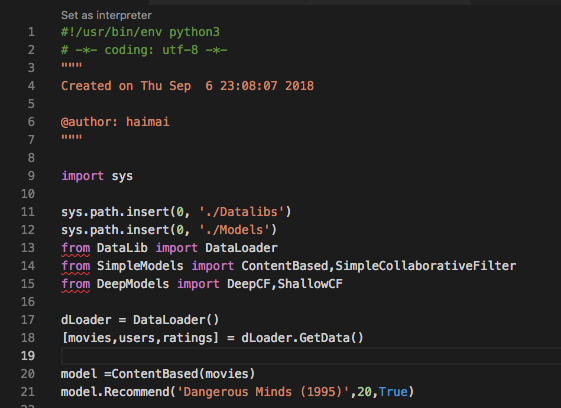 Set as interpreter
1 #!/usr/bin/env python3
2 # -*- coding: utf-8 -*-
3 """
4 Created on Thu Sep  6 23:08:07 2018
5
6 @author: haimai
7 """
8
9 import sys
10
11 sys.path.insert(0, './Datalibs')
12 sys.path.insert(0, './Models')
13 from DataLib import DataLoader
14 from SimpleModels import ContentBased,SimpleCollaborativeFilter
15 from DeepModels import DeepCF,ShallowCF
16
17 dLoader = DataLoader()
18 [movies,users,ratings] = dLoader.GetData()
19
20 model =ContentBased(movies)
21 model.Recommend('Dangerous Minds (1995)',20,True)